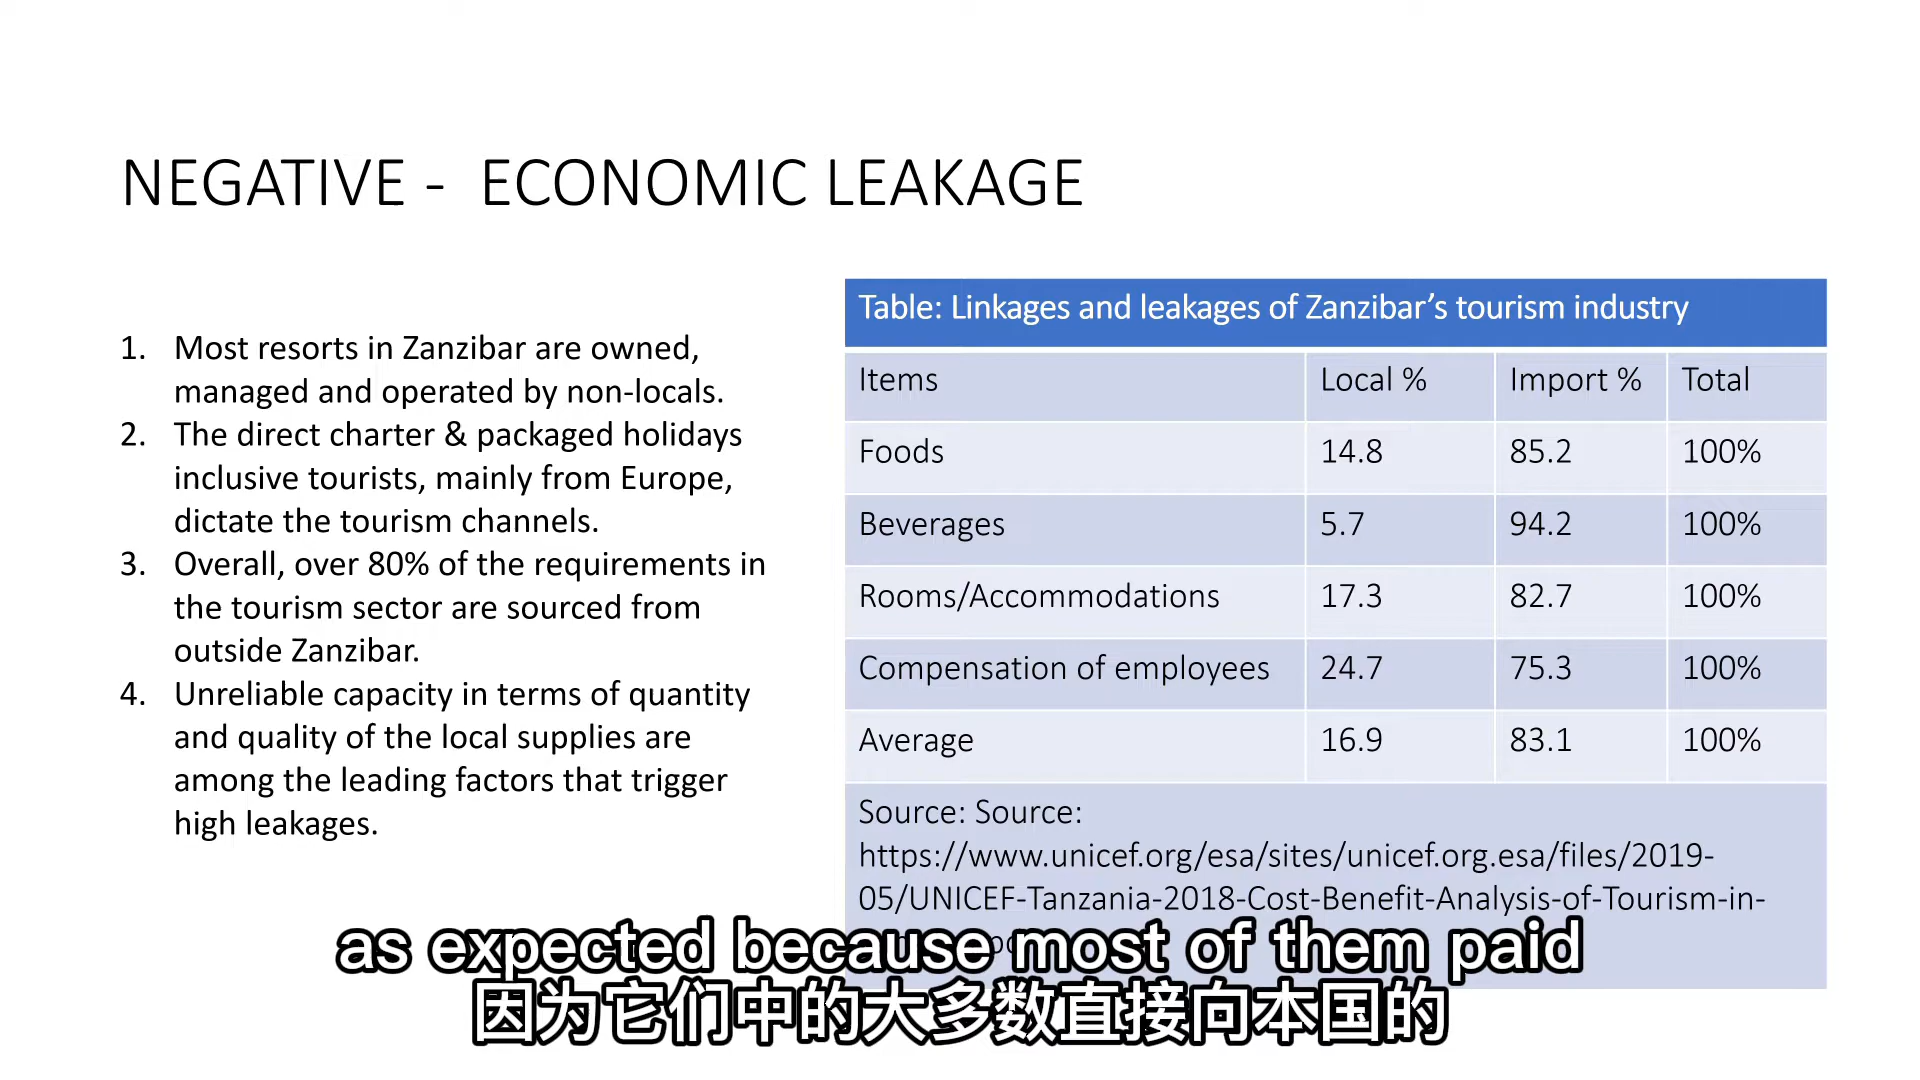 NEGATIVE - ECONOMIC LEAKAGE
1. Most resorts in Zanzibar are owned,
managed and operated by non-locals.
2. The direct charter & packaged holidays
inclusive tourists, mainly from Europe,
dictate the tourism channels.
3. Overall, over 80% of the requirements in
the tourism sector are sourced from
outside Zanzibar.
4. Unreliable capacity in terms of quantity
and quality of the local supplies are
among the leading factors that trigger
high leakages.
Table: Linkages and leakages of Zanzibar’s tourism industry
Items Local % Import % Total
Foods 14.8 85.2 100%
Beverages 5.7 94.2 100%
Rooms/Accommodations 17.3 82.7 100%
Compensation of employees 24.7 75.3 100%
Average 16.9 83.1 100%
Source: Source:
https://www.unicef.org/esa/sites/unicef.org.esa/files/2019-
05/UNICEF-Tanzania-2018-Cost-Benefit-Analysis-of-Tourism-in-
as expected because most of them paid
因为它们中的大多数直接向本国的